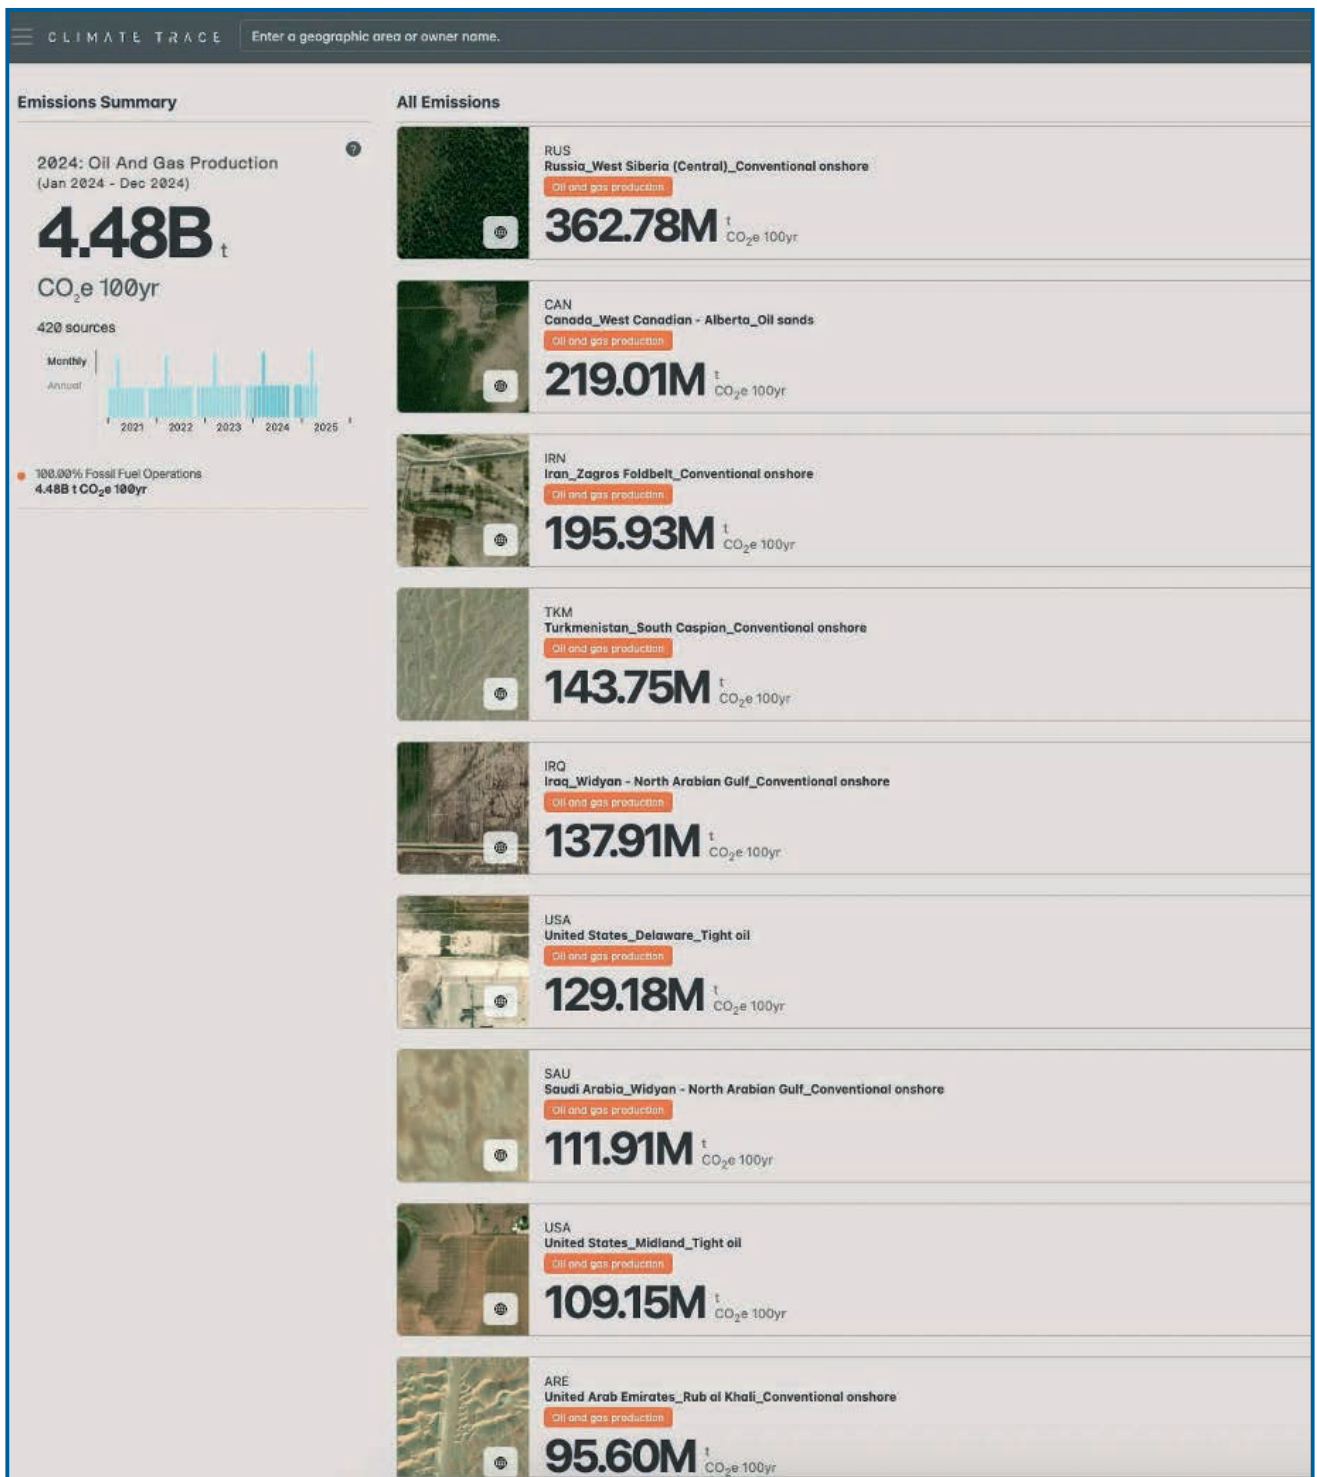 CLIMATE TRACE
Enter a geographic area or owner name.
Emissions Summary
2024: Oil And Gas Production
(Jan 2024 - Dec 2024)
4.48B t
CO₂e 100yr
420 sources
Monthly
Annual
2021 2022 2023 2024 2025
100.00% Fossil Fuel Operations
4.48B t CO₂e 100yr
All Emissions
RUS
Russia_West Siberia (Central)_Conventional onshore
Oil and gas production
362.78M t
CO₂e 100yr
CAN
Canada_West Canadian - Alberta_Oil sands
Oil and gas production
219.01M t
CO₂e 100yr
IRN
Iran_Zagros Foldbelt_Conventional onshore
Oil and gas production
195.93M t
CO₂e 100yr
TKM
Turkmenistan_South Caspian_Conventional onshore
Oil and gas production
143.75M t
CO₂e 100yr
IRQ
Iraq_Widyan - North Arabian Gulf_Conventional onshore
Oil and gas production
137.91M t
CO₂e 100yr
USA
United States_Delaware_Tight oil
Oil and gas production
129.18M t
CO₂e 100yr
SAU
Saudi Arabia_Widyan - North Arabian Gulf_Conventional onshore
Oil and gas production
111.91M t
CO₂e 100yr
USA
United States_Midland_Tight oil
Oil and gas production
109.15M t
CO₂e 100yr
ARE
United Arab Emirates_Rub al Khali_Conventional onshore
Oil and gas production
95.60M t
CO₂e 100yr